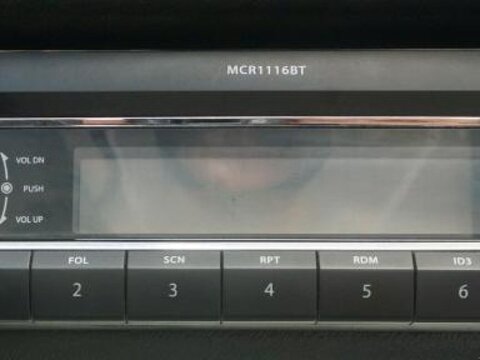 MCR1116BT
VOL DN
PUSH
VOL UP
FOL SCN RPT RDM ID3
2 3 4 5 6